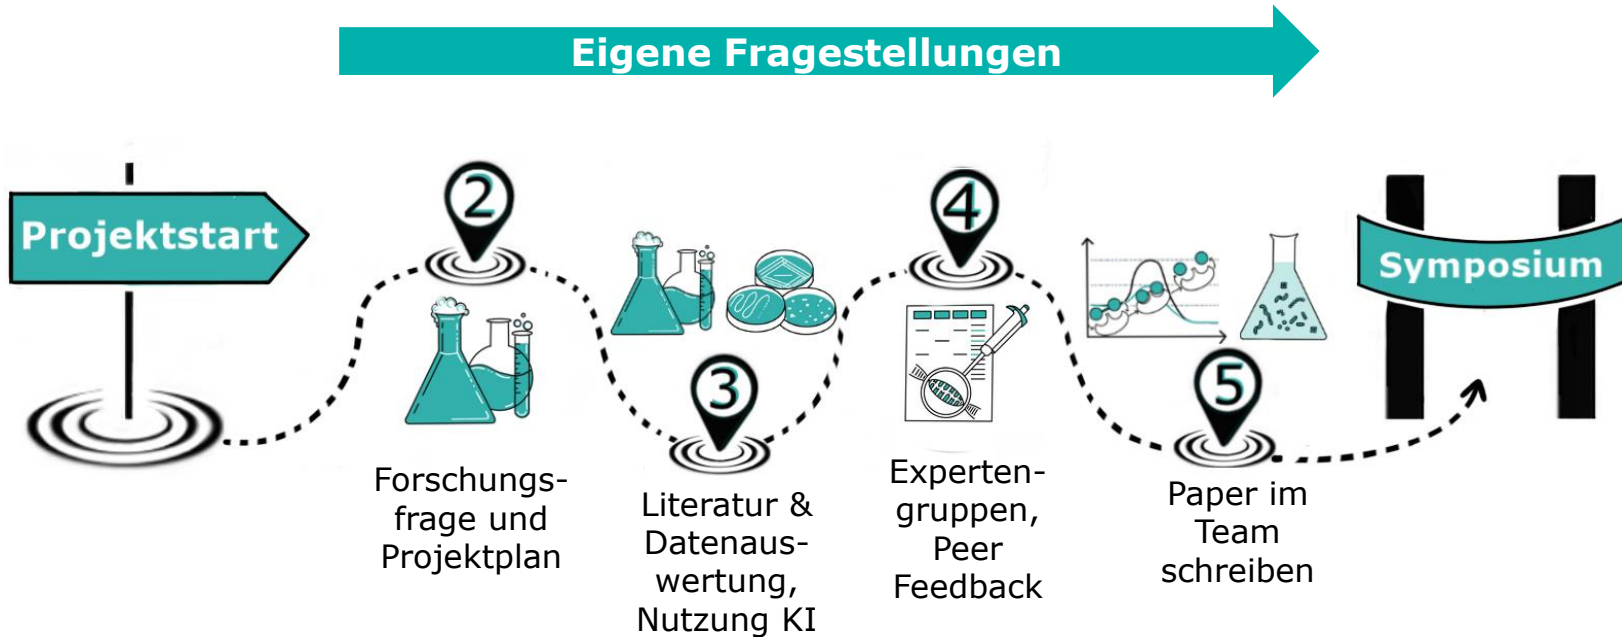 Eigene Fragestellungen
Projektstart
2
Forschungs-
frage und
Projektplan
3
Literatur &
Datenaus-
wertung,
Nutzung KI
4
Experten-
gruppen,
Peer
Feedback
5
Paper im
Team
schreiben
Symposium